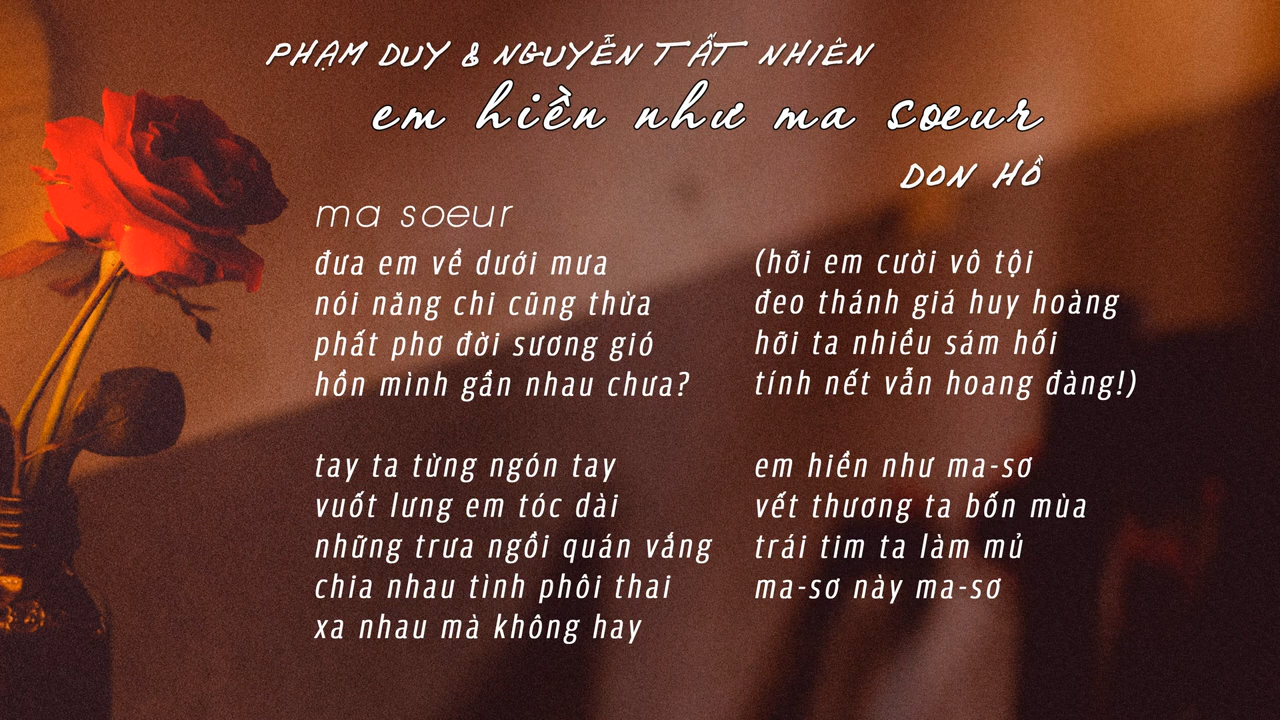 PHẠM DUY & NGUYỄN TẤT NHIÊN
em hiền như ma soeur
DON HỒ
ma soeur
đưa em về dưới mưa
nói năng chi cũng thừa
phất phơ đời sương gió
hồn mình gần nhau chưa?
tay ta từng ngón tay
vuốt lưng em tóc dài
những trưa ngồi quán vắng
chia nhau tình phôi thai
xa nhau mà không hay
(hỡi em cười vô tội
đeo thánh giá huy hoàng
hỡi ta nhiều sám hối
tính nết vẫn hoang đàng!)
em hiền như ma-sơ
vết thương ta bốn mùa
trái tim ta làm mủ
ma-sơ này ma-sơ